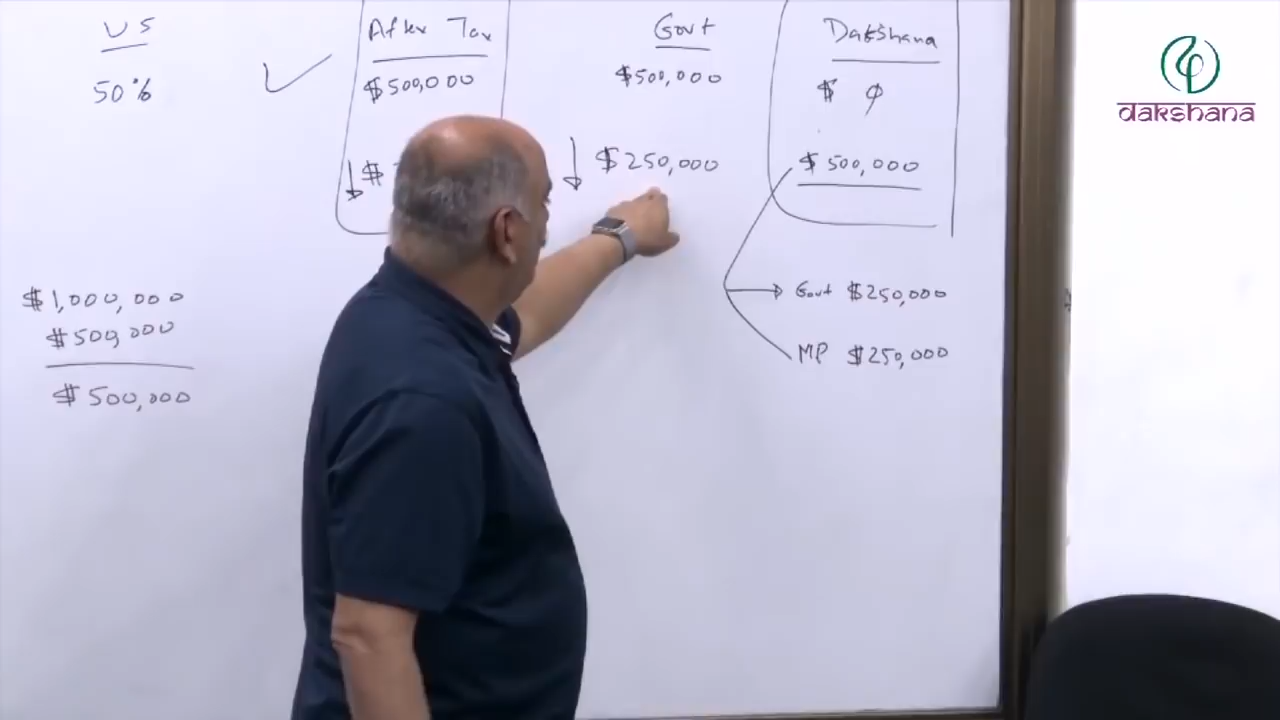 US
50%
$1,000,000
$500,000
$500,000
After Tax
$500,000
$
Govt
$500,000
$250,000
Dakshana
$ 0
$500,000
Govt $250,000
MP $250,000
dakshana